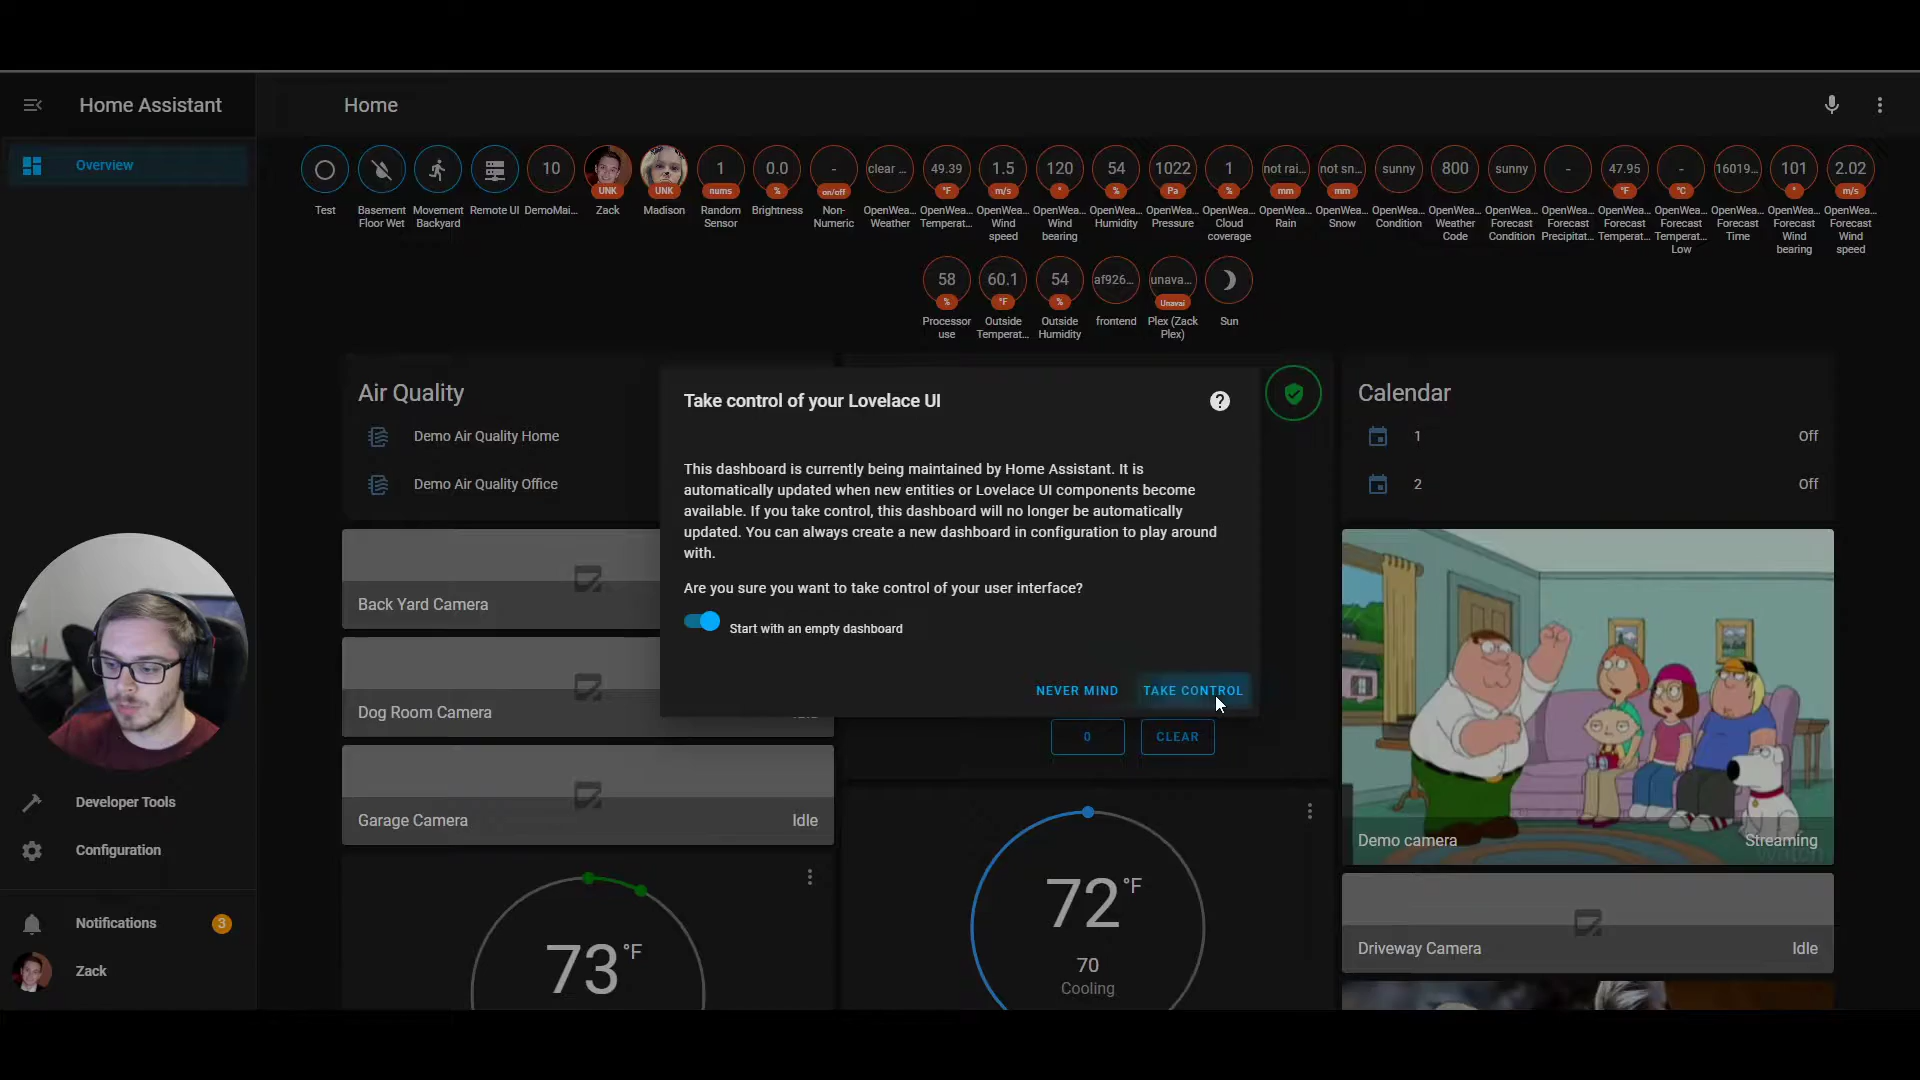 Home Assistant
Home
Overview
10
UNK
UNK
1
nums
0.0
%
-
on/off
clear ...
49.39
°F
1.5
m/s
120
°
54
%
1022
Pa
1
%
not rai...
mm
not sn...
mm
sunny
800
sunny
-
47.95
°F
-
°C
16019...
101
°
2.02
m/s
Test
Basement Floor Wet
Movement Backyard
Remote UI
DemoMai...
Zack
Madison
Random Sensor
Brightness
Non-Numeric
OpenWea... Weather
OpenWea... Temperat...
OpenWea... Wind speed
OpenWea... Wind bearing
OpenWea... Humidity
OpenWea... Pressure
OpenWea... Cloud coverage
OpenWea... Rain
OpenWea... Snow
OpenWea... Condition
OpenWea... Weather Code
OpenWea... Forecast Condition
OpenWea... Forecast Precipitat...
OpenWea... Forecast Temperat...
OpenWea... Forecast Temperat... Low
OpenWea... Forecast Time
OpenWea... Forecast Wind bearing
OpenWea... Forecast Wind speed
58
%
60.1
°F
54
%
af926...
unava...
Unavai
Processor use
Outside Temperat...
Outside Humidity
frontend
Plex (Zack Plex)
Sun
Air Quality
Demo Air Quality Home
Demo Air Quality Office
Take control of your Lovelace UI
This dashboard is currently being maintained by Home Assistant. It is
automatically updated when new entities or Lovelace UI components become
available. If you take control, this dashboard will no longer be automatically
updated. You can always create a new dashboard in configuration to play around
with.
Are you sure you want to take control of your user interface?
Start with an empty dashboard
NEVER MIND
TAKE CONTROL
0
CLEAR
Calendar
1
Off
2
Off
Back Yard Camera
Dog Room Camera
Garage Camera
Idle
Demo camera
Streaming
Driveway Camera
Idle
73
°F
72
°F
70
Cooling
Developer Tools
Configuration
Notifications
3
Zack